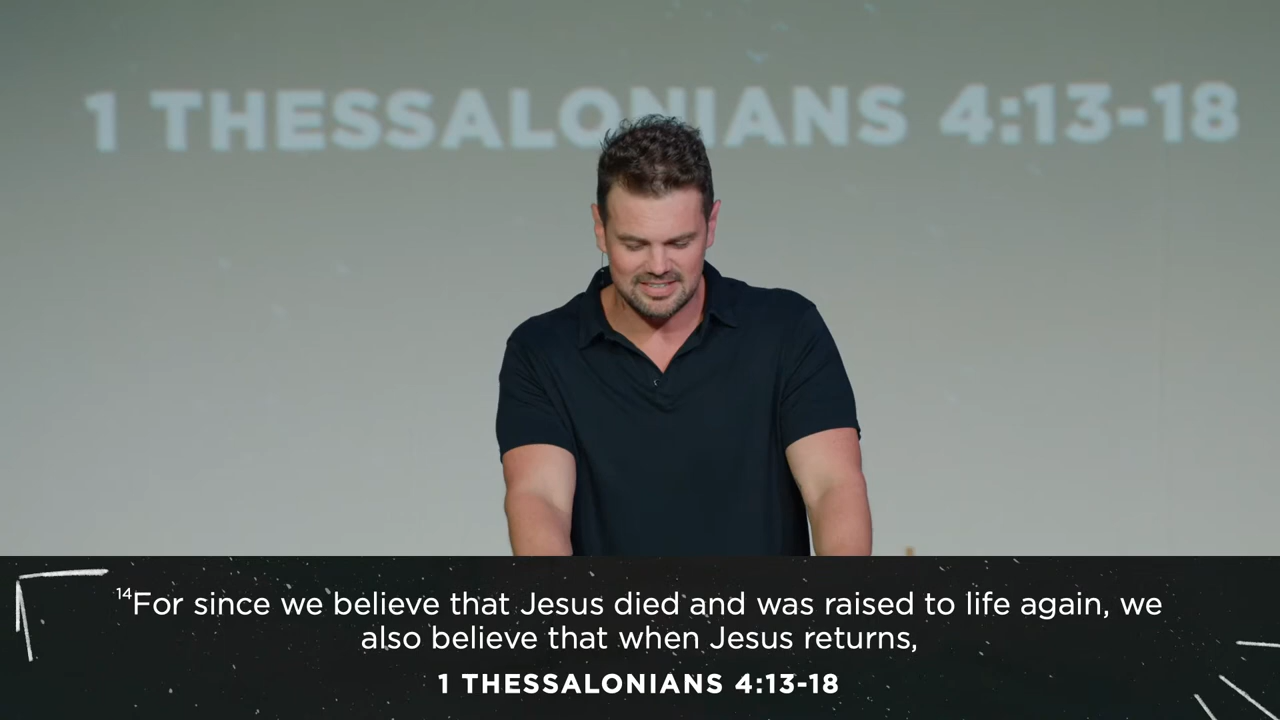 1 THESSALONIANS 4:13-18
¹⁴For since we believe that Jesus died and was raised to life again, we
also believe that when Jesus returns,
1 THESSALONIANS 4:13-18